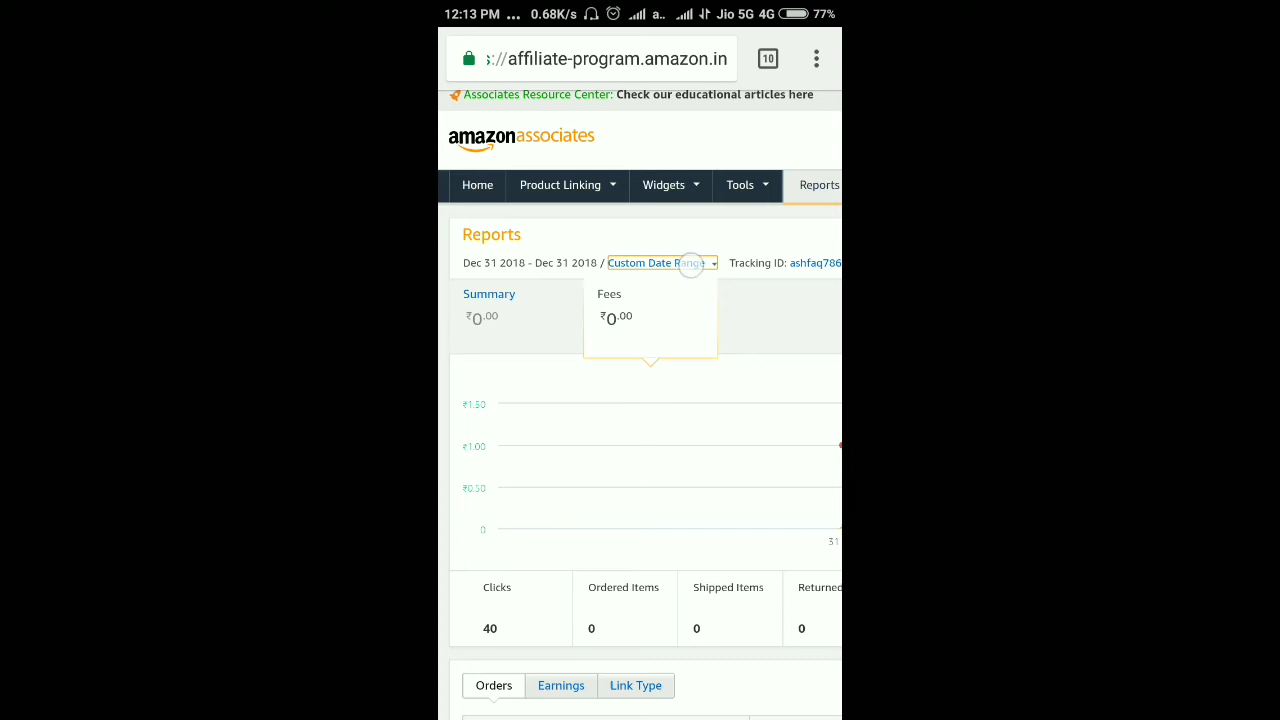 12:13 PM ... 0.68K/s a.. Jio 5G 4G 77%
s://affiliate-program.amazon.in 10
Associates Resource Center: Check our educational articles here
amazonassociates
Home Product Linking Widgets Tools Reports
Reports
Dec 31 2018 - Dec 31 2018 / Custom Date Range Tracking ID: ashfaq786
Summary Fees
₹0.00 ₹0.00
₹1.50
₹1.00
₹0.50
0
31
Clicks Ordered Items Shipped Items Returned
40 0 0 0
Orders Earnings Link Type